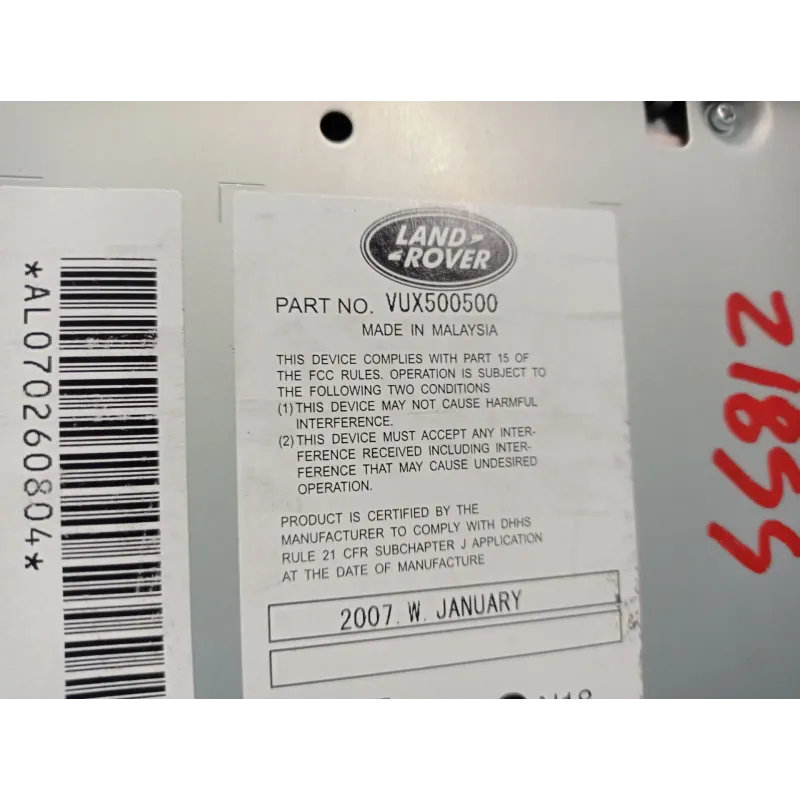 *AL070260804*
LAND
ROVER
PART NO. VUX500500
MADE IN MALAYSIA
THIS DEVICE COMPLIES WITH PART 15 OF
THE FCC RULES. OPERATION IS SUBJECT TO
THE FOLLOWING TWO CONDITIONS
(1) THIS DEVICE MAY NOT CAUSE HARMFUL
INTERFERENCE.
(2) THIS DEVICE MUST ACCEPT ANY INTER-
FERENCE RECEIVED INCLUDING INTER-
FERENCE THAT MAY CAUSE UNDESIRED
OPERATION.
PRODUCT IS CERTIFIED BY THE
MANUFACTURER TO COMPLY WITH DHHS
RULE 21 CFR SUBCHAPTER J APPLICATION
AT THE DATE OF MANUFACTURE
2007. W. JANUARY
21855